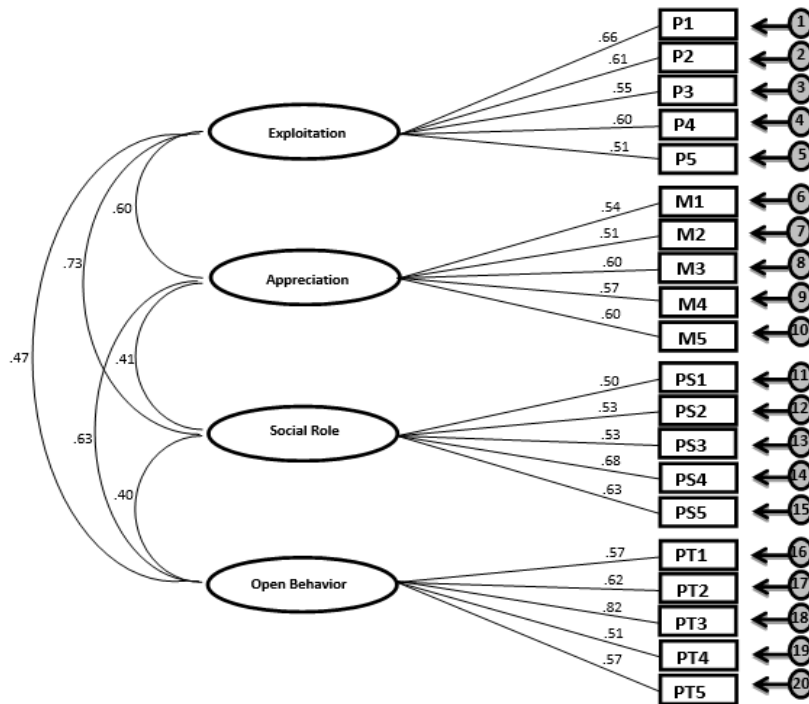 P1 1
.66
P2 2
.61
P3 3
.55
Exploitation
P4 4
.60
P5 5
.51
M1 6
.54
.60
M2 7
.51
M3 8
.60
.73
Appreciation
M4 9
.57
M5 10
.60
.47
.41
PS1 11
.50
PS2 12
.53
Social Role
PS3 13
.53
.63
PS4 14
.68
.40
PS5 15
.63
PT1 16
.57
Open Behavior
PT2 17
.62
PT3 18
.82
PT4 19
.51
PT5 20
.57